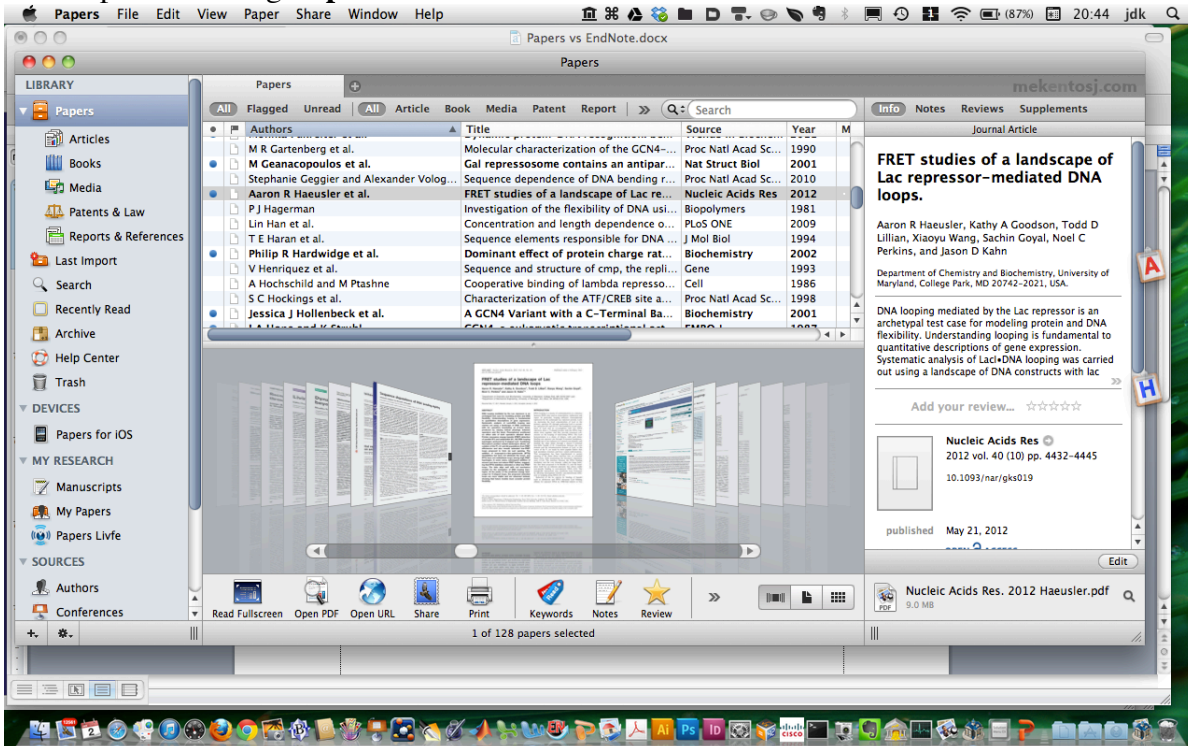 Papers File Edit View Paper Share Window Help (87%) 20:44 jdk
Papers vs EndNote.docx
Papers
LIBRARY
Papers
Articles
Books
Media
Patents & Law
Reports & References
Last Import
Search
Recently Read
Archive
Help Center
Trash
DEVICES
Papers for iOS
MY RESEARCH
Manuscripts
My Papers
Papers Livfe
SOURCES
Authors
Conferences
Papers
mekentosj.com
All Flagged Unread All Article Book Media Patent Report Search
Authors Title Source Year M
M R Gartenberg et al. Molecular characterization of the GCN4-... Proc Natl Acad Sc... 1990
M Geanacopoulos et al. Gal repressosome contains an antipar... Nat Struct Biol 2001
Stephanie Geggier and Alexander Volog... Sequence dependence of DNA bending r... Proc Natl Acad Sc... 2010
Aaron R Haeusler et al. FRET studies of a landscape of Lac re... Nucleic Acids Res 2012
P J Hagerman Investigation of the flexibility of DNA usi... Biopolymers 1981
Lin Han et al. Concentration and length dependence o... PLoS ONE 2009
T E Haran et al. Sequence elements responsible for DNA ... J Mol Biol 1994
Philip R Hardwidge et al. Dominant effect of protein charge rat... Biochemistry 2002
V Henriquez et al. Sequence and structure of cmp, the repli... Gene 1993
A Hochschild and M Ptashne Cooperative binding of lambda represso... Cell 1986
S C Hockings et al. Characterization of the ATF/CREB site a... Proc Natl Acad Sc... 1998
Jessica J Hollenbeck et al. A GCN4 Variant with a C-Terminal Ba... Biochemistry 2001
FRET studies of a landscape of Lac repressor-mediated DNA loops
Read Fullscreen Open PDF Open URL Share Print Keywords Notes Review
1 of 128 papers selected
Info Notes Reviews Supplements
Journal Article
FRET studies of a landscape of
Lac repressor-mediated DNA
loops.
Aaron R Haeusler, Kathy A Goodson, Todd D
Lillian, Xiaoyu Wang, Sachin Goyal, Noel C
Perkins, and Jason D Kahn
Department of Chemistry and Biochemistry, University of
Maryland, College Park, MD 20742-2021, USA.
DNA looping mediated by the Lac repressor is an
archetypal test case for modeling protein and DNA
flexibility. Understanding looping is fundamental to
quantitative descriptions of gene expression.
Systematic analysis of LacI•DNA looping was carried
out using a landscape of DNA constructs with lac
Add your review...
Nucleic Acids Res
2012 vol. 40 (10) pp. 4432-4445
10.1093/nar/gks019
published May 21, 2012
Edit
PDF
Nucleic Acids Res. 2012 Haeusler.pdf
9.0 MB
A
H
Ai Ps ID
cisco